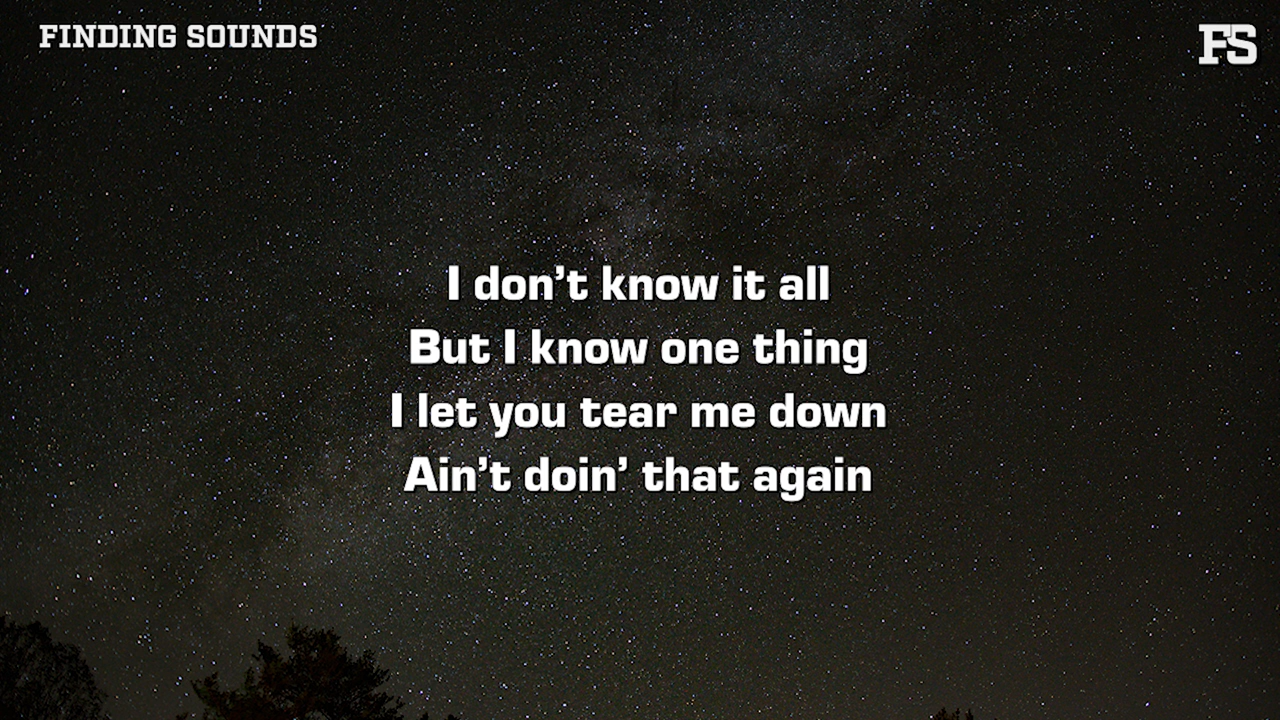 FINDING SOUNDS
FS
I don’t know it all
But I know one thing
I let you tear me down
Ain’t doin’ that again